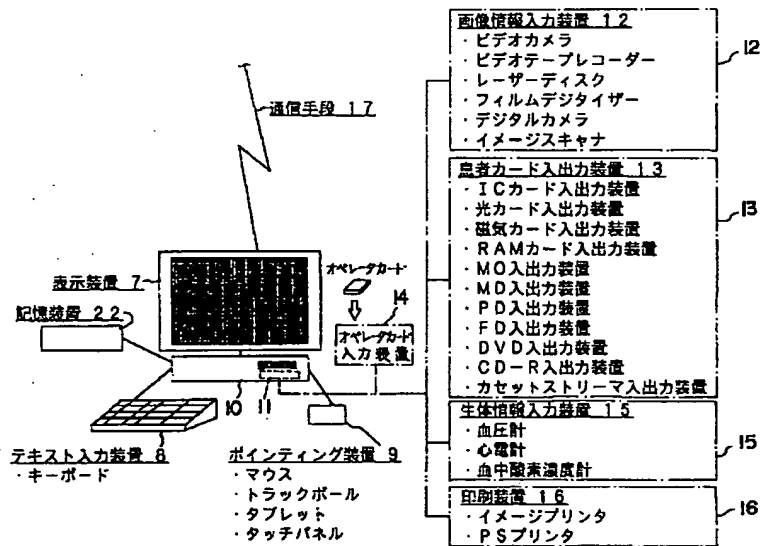 画像情報入力装置 12
・ビデオカメラ
・ビデオテープレコーダー
・レーザーディスク
・フィルムデジタイザー
・デジタルカメラ
・イメージスキャナ
12
通信手段 17
患者カード入出力装置 13
・ICカード入出力装置
・光カード入出力装置
・磁気カード入出力装置
・RAMカード入出力装置
・MO入出力装置
・MD入出力装置
・PD入出力装置
・FD入出力装置
・DVD入出力装置
・CD-R入出力装置
・カセットストリーマ入出力装置
13
表示装置 7
オペレータカード
14
オペレータカード
入力装置
記憶装置 22
10
11
8
9
テキスト入力装置 8
・キーボード
ポインティング装置 9
・マウス
・トラックボール
・タブレット
・タッチパネル
生体情報入力装置 15
・血圧計
・心電計
・血中酸素濃度計
15
印刷装置 16
・イメージプリンタ
・PSプリンタ
16